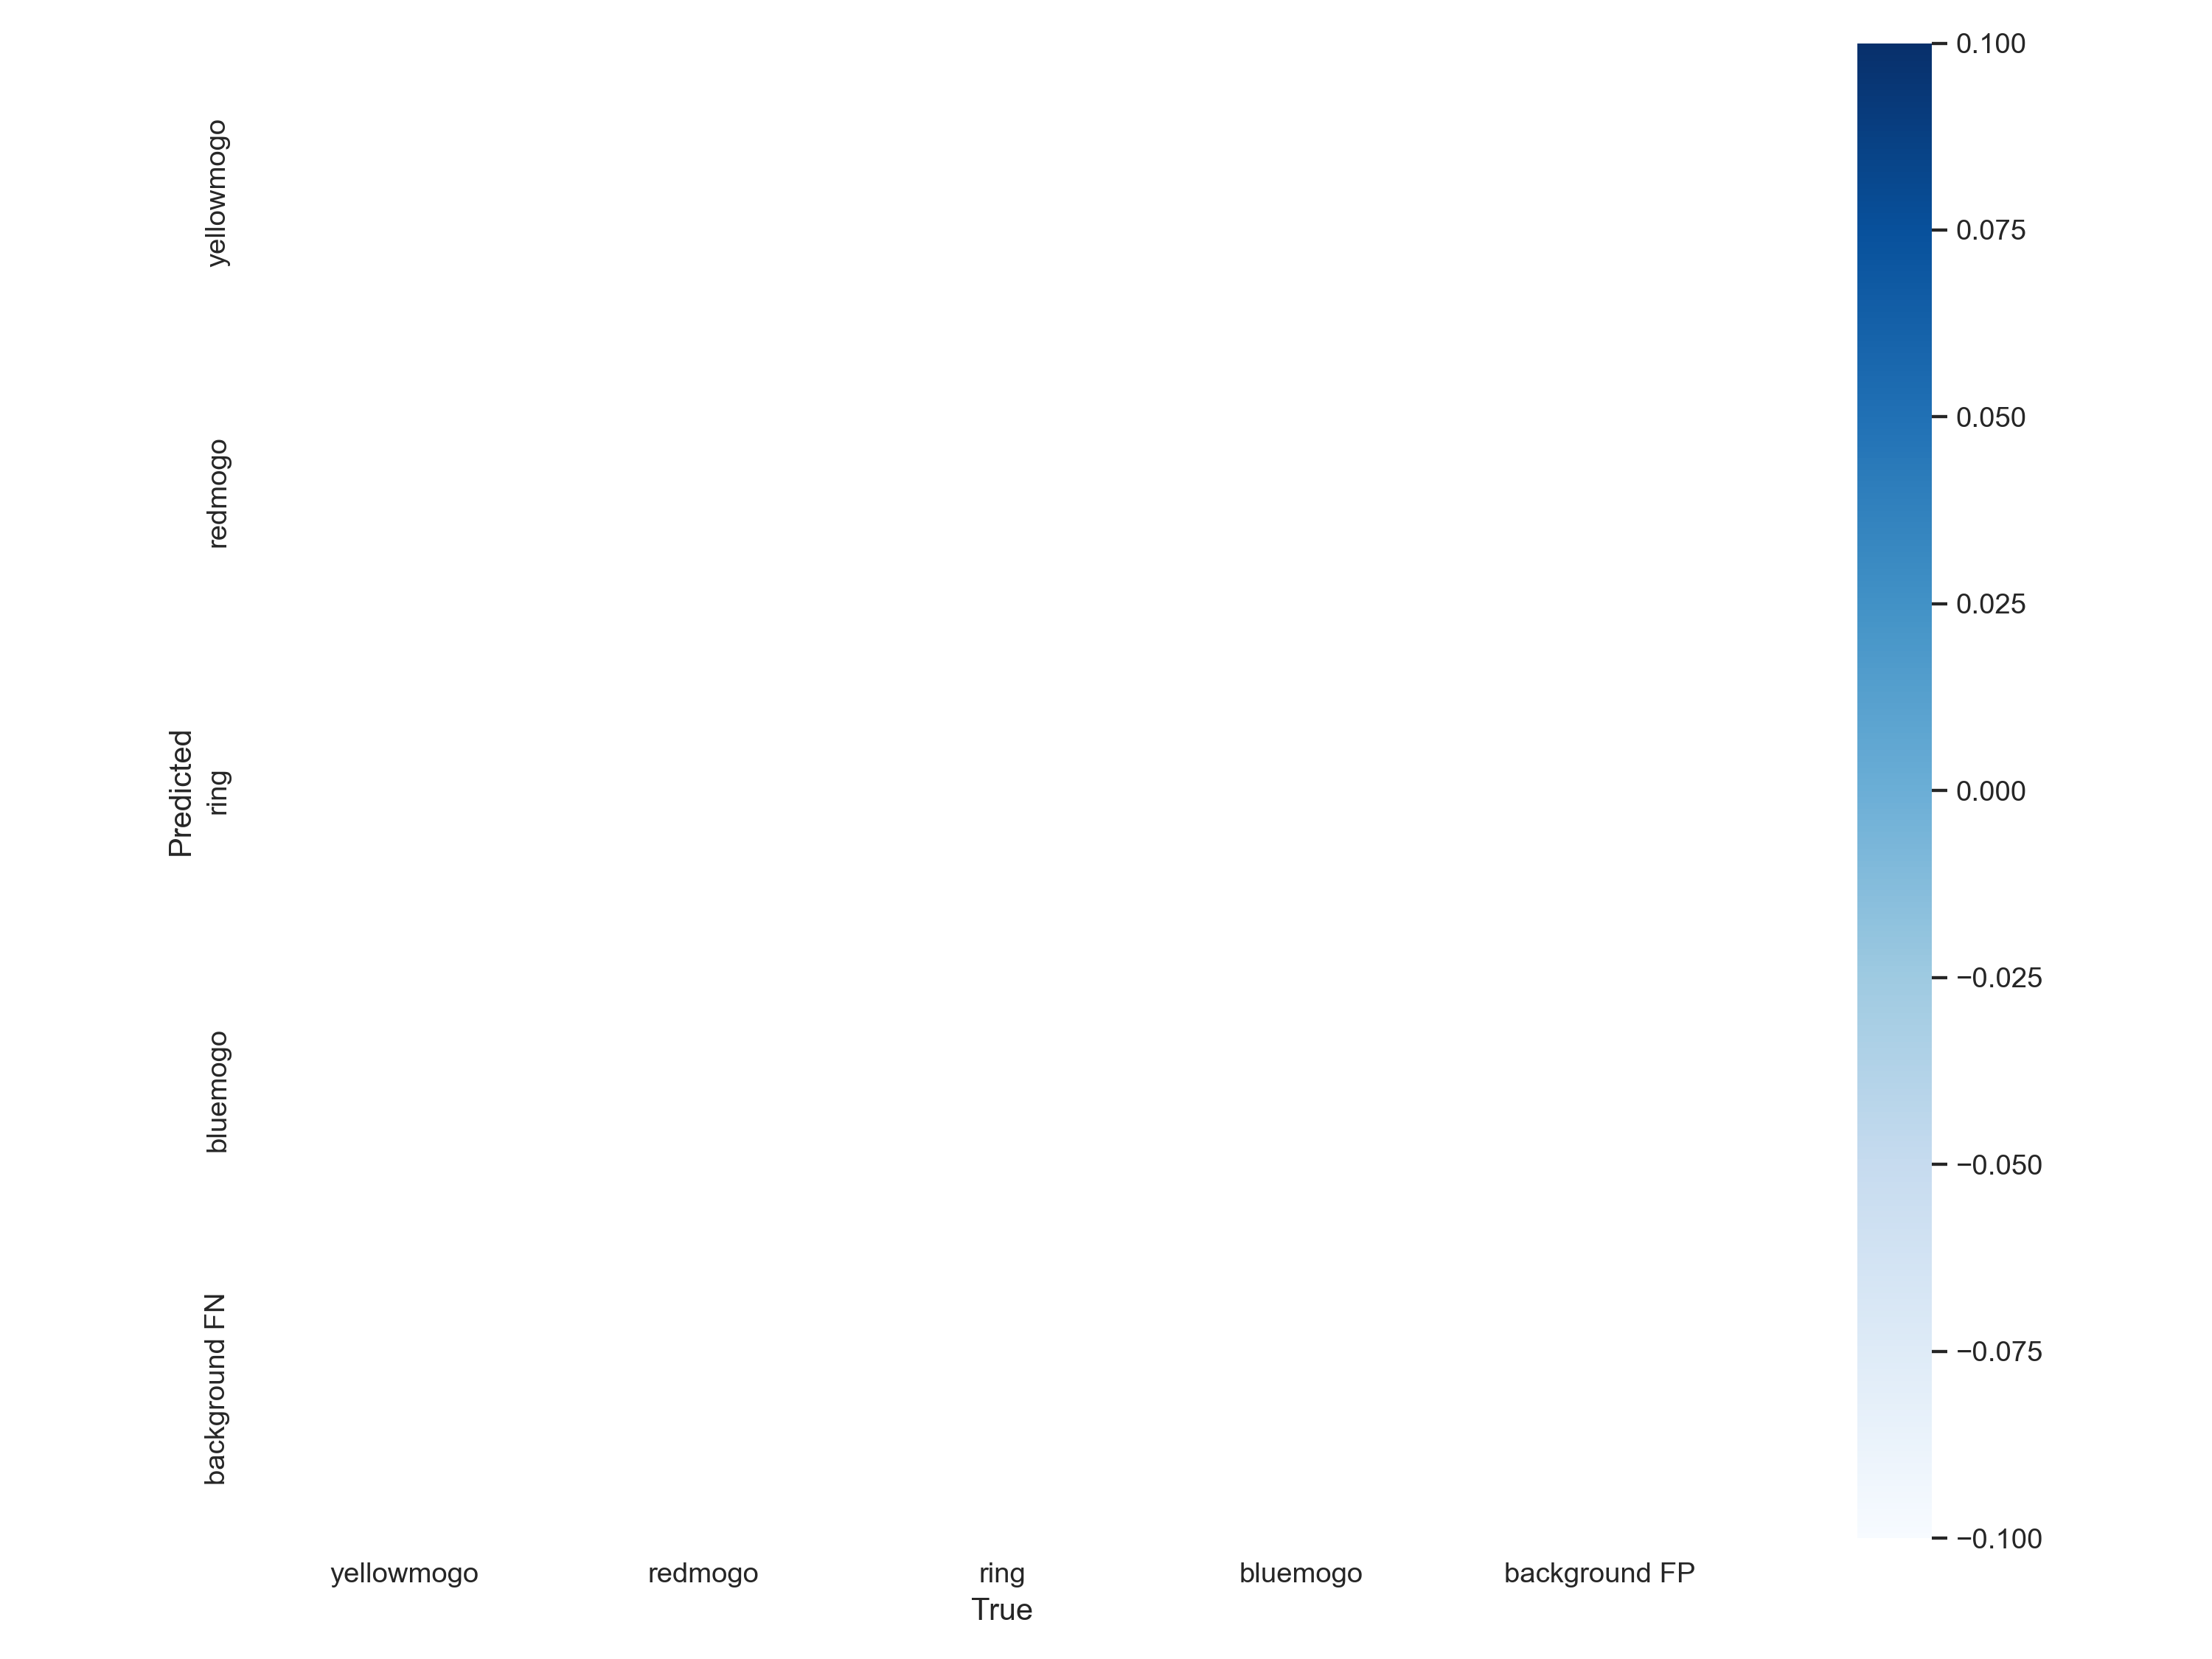 yellowmogo
redmogo
ring
bluemogo
background FN
Predicted
yellowmogo
redmogo
ring
bluemogo
background FP
True
0.100
0.075
0.050
0.025
0.000
−0.025
−0.050
−0.075
−0.100